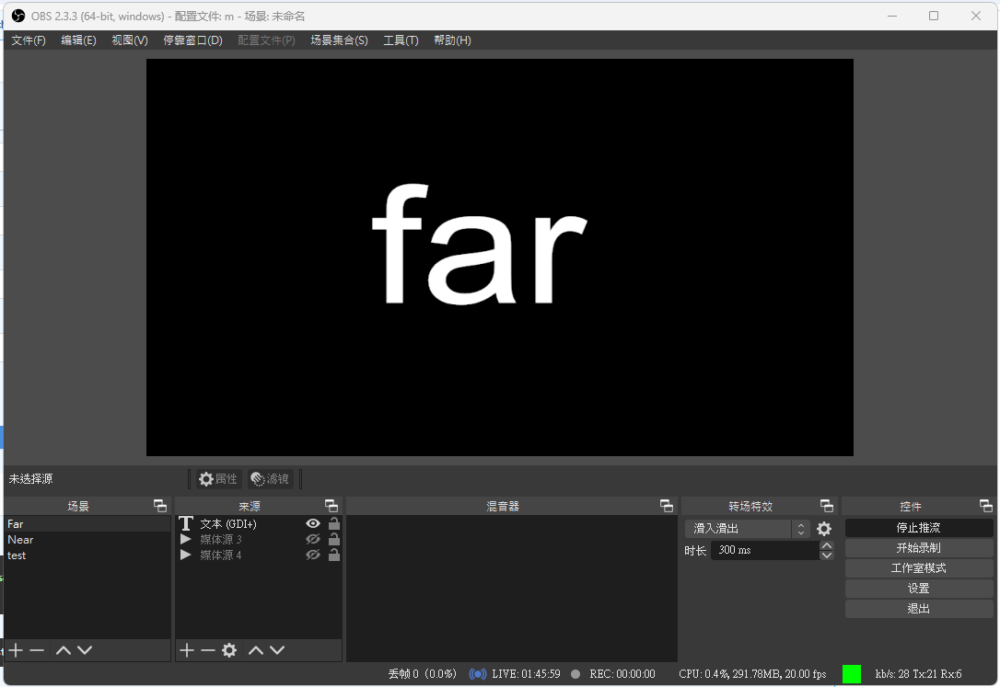 OBS 2.3.3 (64-bit, windows) - 配置文件: m - 场景: 未命名
文件(F) 编辑(E) 视图(V) 停靠窗口(D) 配置文件(P) 场景集合(S) 工具(T) 帮助(H)
far
未选择源 属性 滤镜
场景 来源 混音器 转场特效 控件
Far
Near
test
文本 (GDI+)
媒体源 3
媒体源 4
滑入滑出
时长 300 ms
停止推流
开始录制
工作室模式
设置
退出
丢帧 0 (0.0%) LIVE: 01:45:59 REC: 00:00:00 CPU: 0.4%, 291.78MB, 20.00 fps kb/s: 28 Tx:21 Rx:6